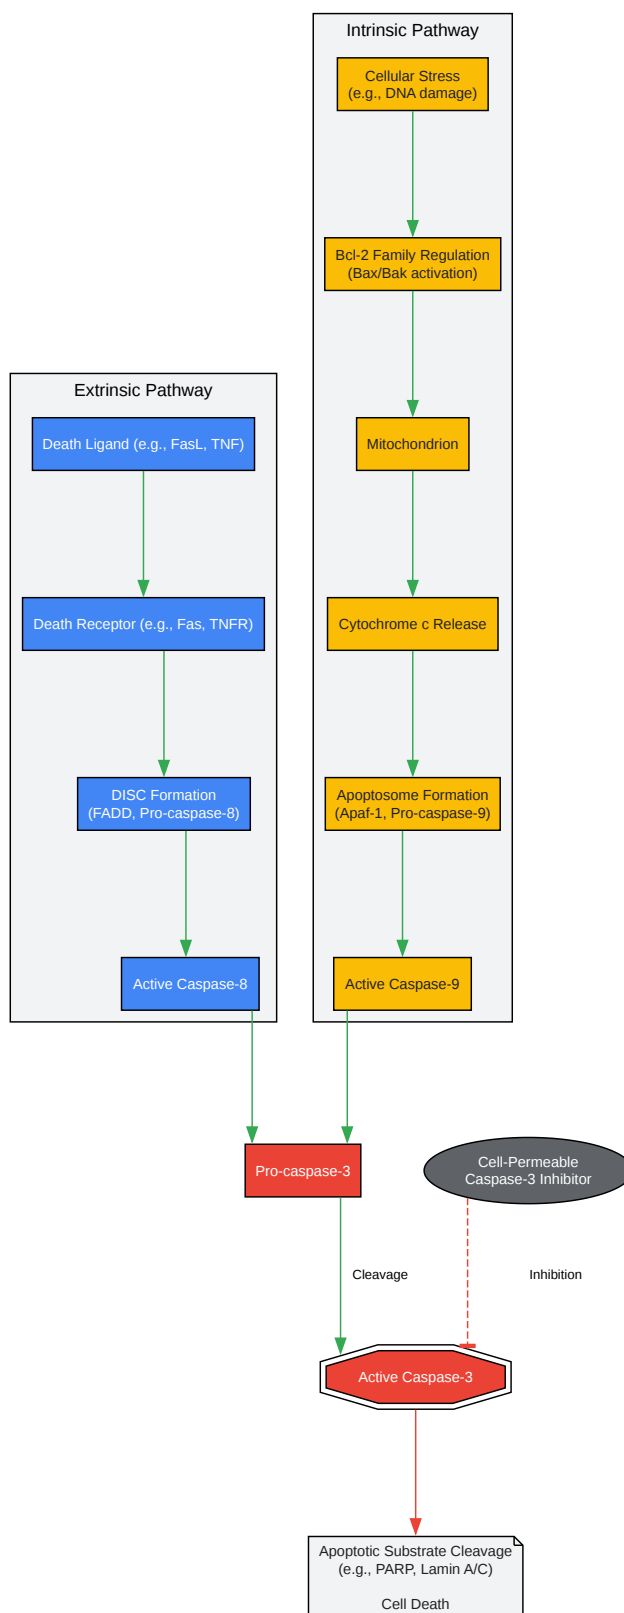 Intrinsic Pathway
Cellular Stress
(e.g., DNA damage)
Bcl-2 Family Regulation
(Bax/Bak activation)
Mitochondrion
Cytochrome c Release
Apoptosome Formation
(Apaf-1, Pro-caspase-9)
Active Caspase-9
Extrinsic Pathway
Death Ligand (e.g., FasL, TNF)
Death Receptor (e.g., Fas, TNFR)
DISC Formation
(FADD, Pro-caspase-8)
Active Caspase-8
Pro-caspase-3
Cell-Permeable
Caspase-3 Inhibitor
Cleavage
Inhibition
Active Caspase-3
Apoptotic Substrate Cleavage
(e.g., PARP, Lamin A/C)
Cell Death